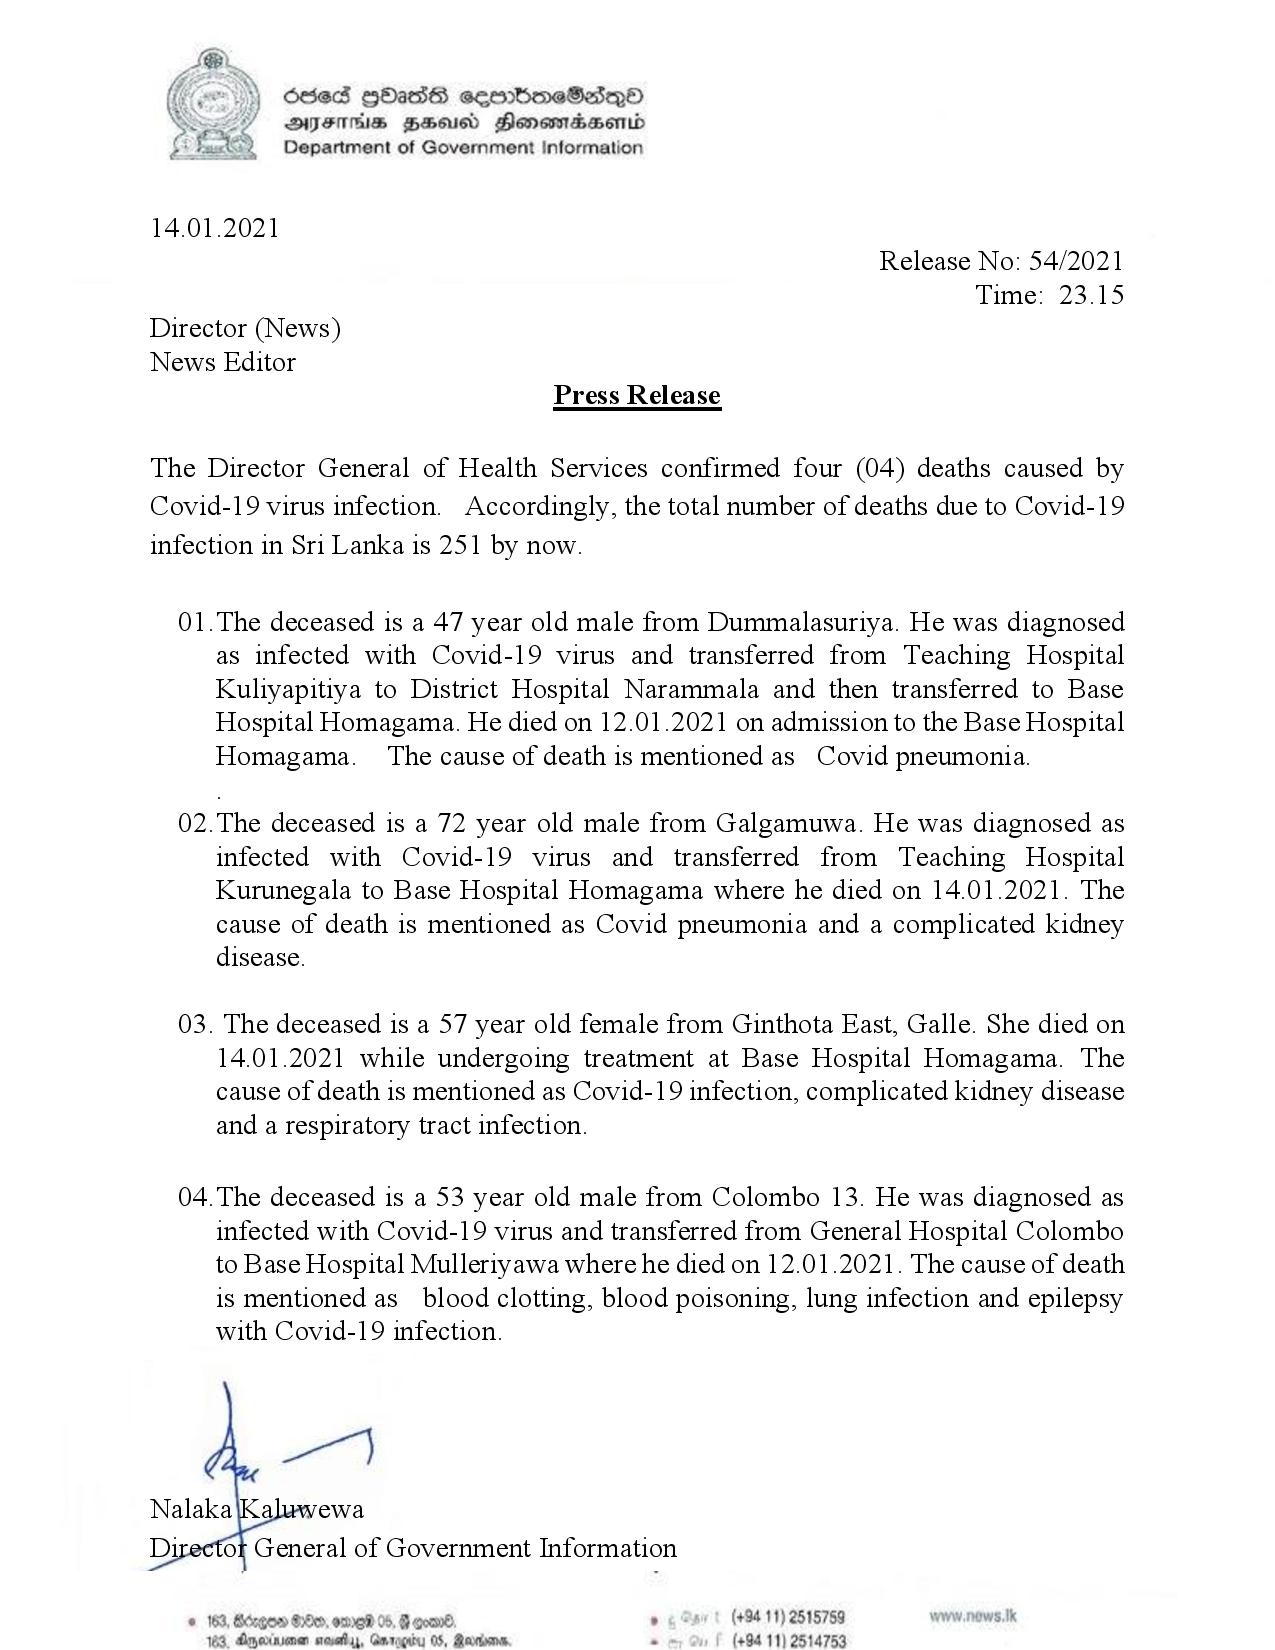 රජයේ ප්‍රවෘත්ති දෙපාර්තමේන්තුව
அரசாங்க தகவல் திணைக்களம்
Department of Government Information
14.01.2021
Release No: 54/2021
Time:  23.15
Director (News)
News Editor
Press Release
The Director General of Health Services confirmed four (04) deaths caused by
Covid-19 virus infection.   Accordingly, the total number of deaths due to Covid-19
infection in Sri Lanka is 251 by now.
01.The deceased is a 47 year old male from Dummalasuriya. He was diagnosed
as infected with Covid-19 virus and transferred from Teaching Hospital
Kuliyapitiya to District Hospital Narammala and then transferred to Base
Hospital Homagama. He died on 12.01.2021 on admission to the Base Hospital
Homagama.    The cause of death is mentioned as   Covid pneumonia.
.
02.The deceased is a 72 year old male from Galgamuwa. He was diagnosed as
infected with Covid-19 virus and transferred from Teaching Hospital
Kurunegala to Base Hospital Homagama where he died on 14.01.2021. The
cause of death is mentioned as Covid pneumonia and a complicated kidney
disease.
03. The deceased is a 57 year old female from Ginthota East, Galle. She died on
14.01.2021 while undergoing treatment at Base Hospital Homagama. The
cause of death is mentioned as Covid-19 infection, complicated kidney disease
and a respiratory tract infection.
04.The deceased is a 53 year old male from Colombo 13. He was diagnosed as
infected with Covid-19 virus and transferred from General Hospital Colombo
to Base Hospital Mulleriyawa where he died on 12.01.2021. The cause of death
is mentioned as   blood clotting, blood poisoning, lung infection and epilepsy
with Covid-19 infection.
Nalaka Kaluwewa
Director General of Government Information
163, කිරුලපන මාවත, කොළඹ 05, ශ්‍රී ලංකාව.
163, கிருலப்பனை மாவத்தை, கொழும்பு 05, இலங்கை.
(+94 11) 2515759
(+94 11) 2514753
www.news.lk